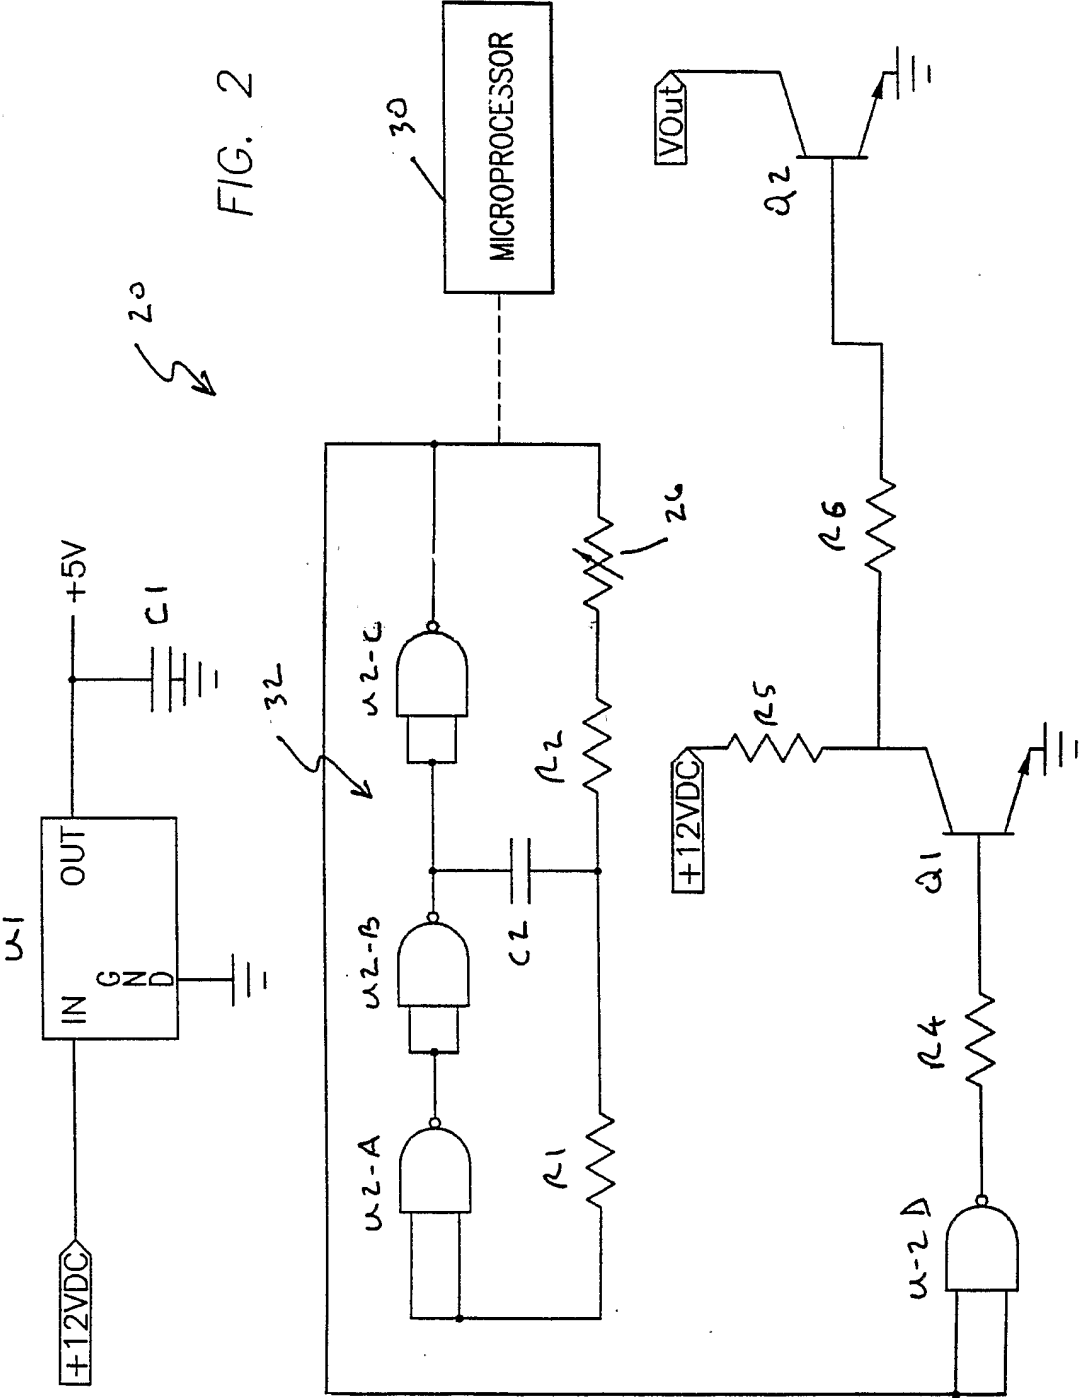 FIG. 2
20
+12VDC
U1
IN
OUT
GND
+5V
C1
32
U2-A
U2-B
U2-C
30
MICROPROCESSOR
R1
C2
R2
26
+12VDC
R5
U-2D
R4
Q1
R6
Q2
VOut